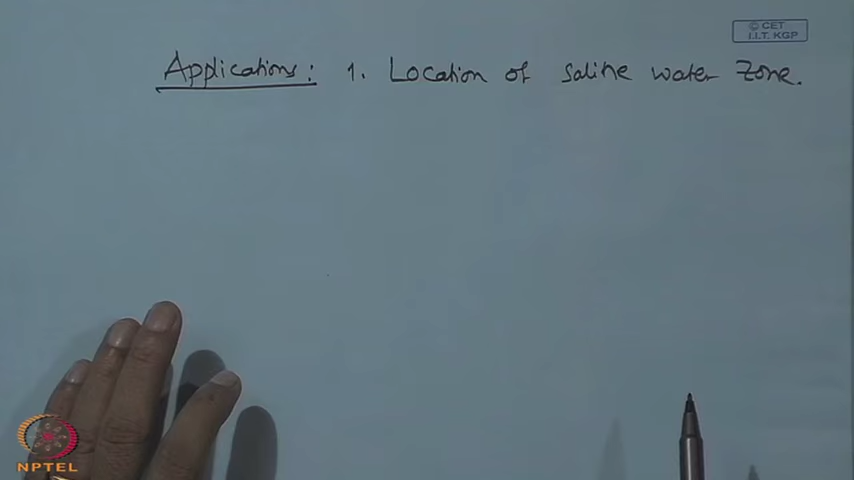 © CET
I.I.T. KGP
Applications: 1. Location of saline water zone.
NPTEL